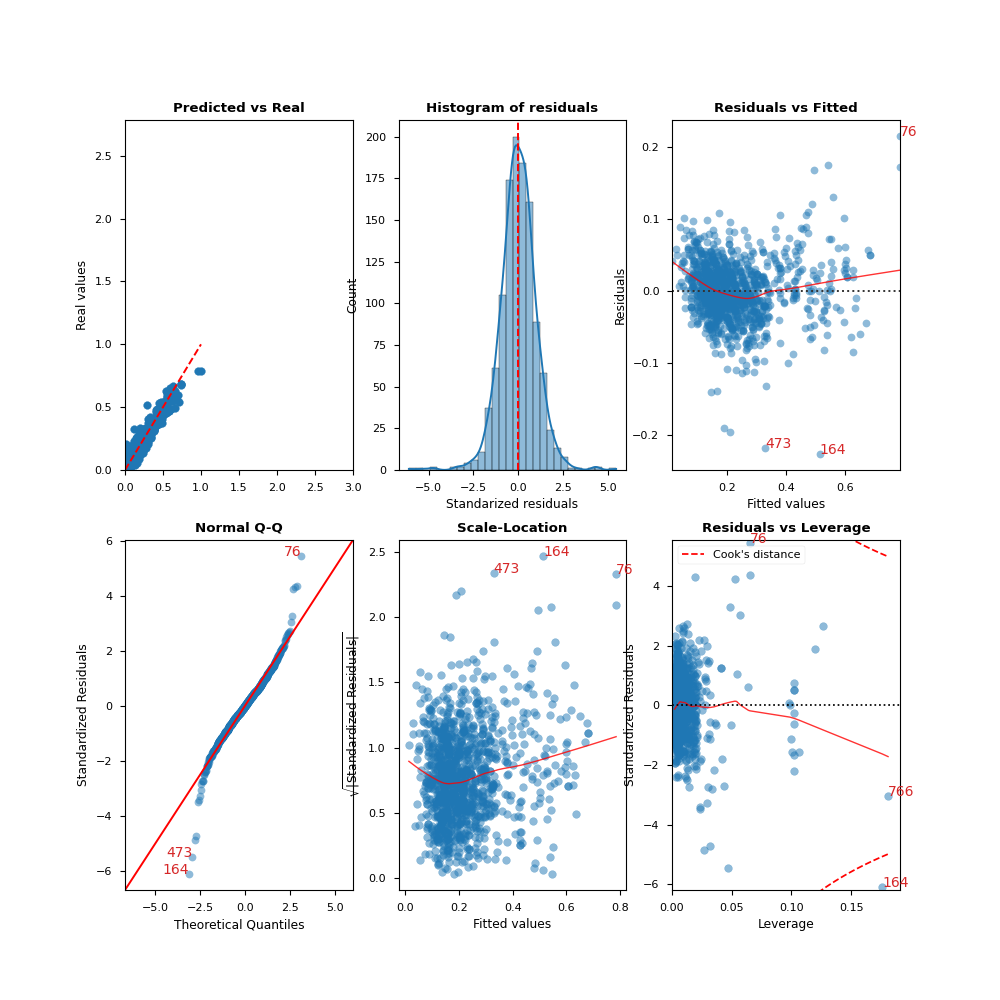 Predicted vs Real
Real values
2.5
2.0
1.5
1.0
0.5
0.0
0.0 0.5 1.0 1.5 2.0 2.5 3.0
Histogram of residuals
Count
200
175
150
125
100
75
50
25
0
−5.0 −2.5 0.0 2.5 5.0
Standarized residuals
Residuals vs Fitted
Residuals
0.2
0.1
0.0
−0.1
−0.2
76
473
164
0.2 0.4 0.6
Fitted values
Normal Q-Q
Standardized Residuals
6
4
2
0
−2
−4
−6
76
473
164
−5.0 −2.5 0.0 2.5 5.0
Theoretical Quantiles
Scale-Location
√|Standardized Residuals|
2.5
2.0
1.5
1.0
0.5
0.0
164
473
76
0.0 0.2 0.4 0.6 0.8
Fitted values
Residuals vs Leverage
Standardized Residuals
4
2
0
−2
−4
−6
76
Cook's distance
766
164
0.00 0.05 0.10 0.15
Leverage